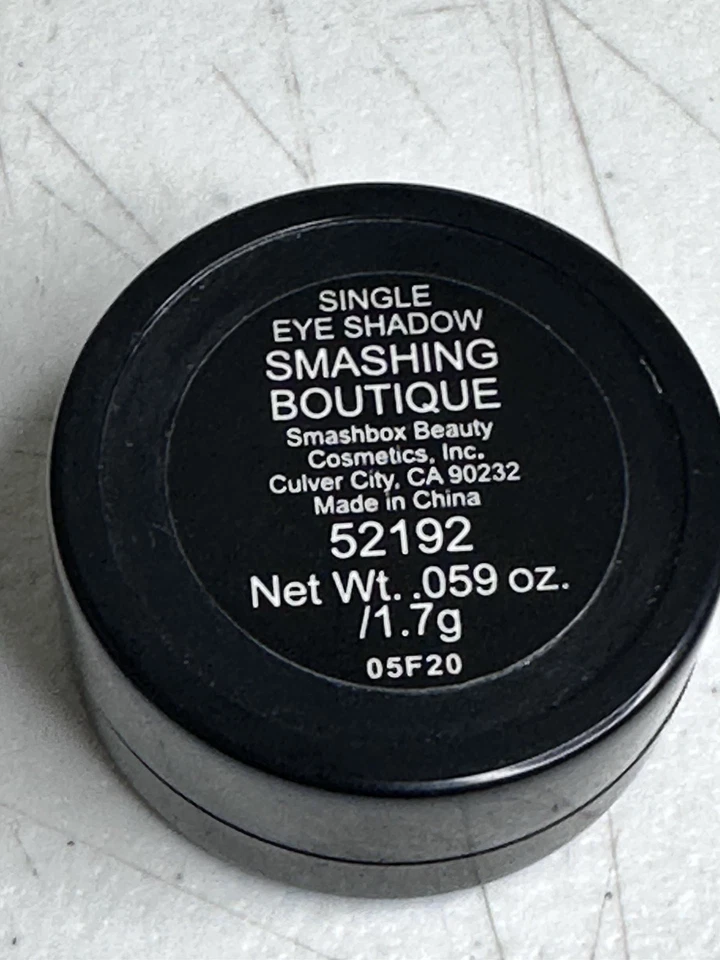 SINGLE
EYE SHADOW
SMASHING
BOUTIQUE
Smashbox Beauty
Cosmetics, Inc.
Culver City, CA 90232
Made in China
52192
Net Wt. .059 oz.
/1.7g
05F20